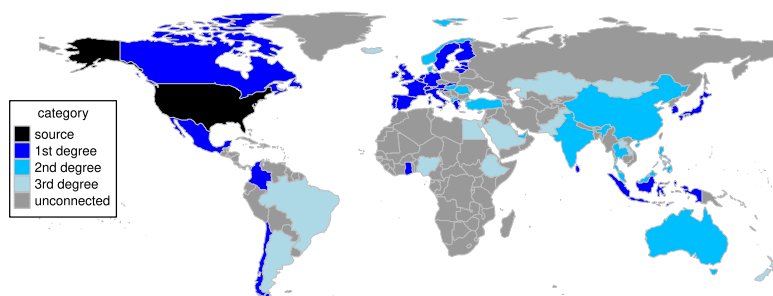 category
source
1st degree
2nd degree
3rd degree
unconnected